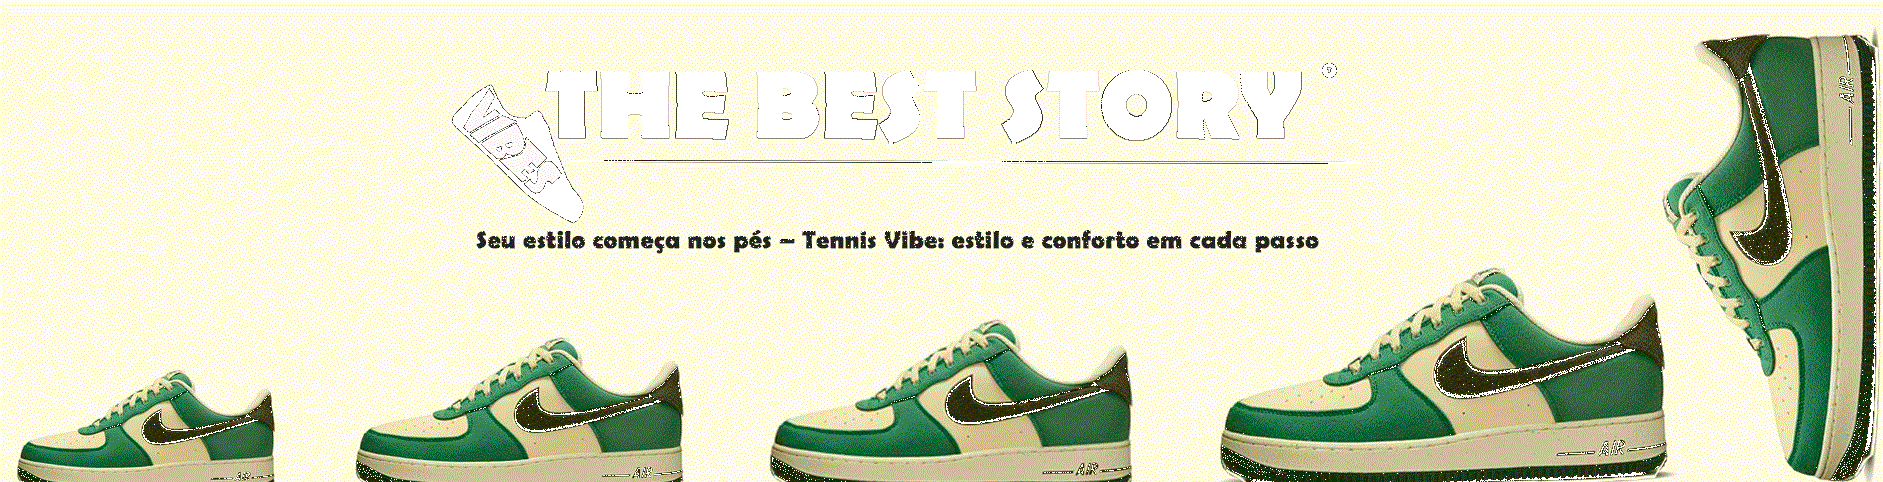 THE BEST STORY
VIBES
Seu estilo começa nos pés – Tennis Vibe: estilo e conforto em cada passo
AIR
AIR
AIR
AIR
AIR